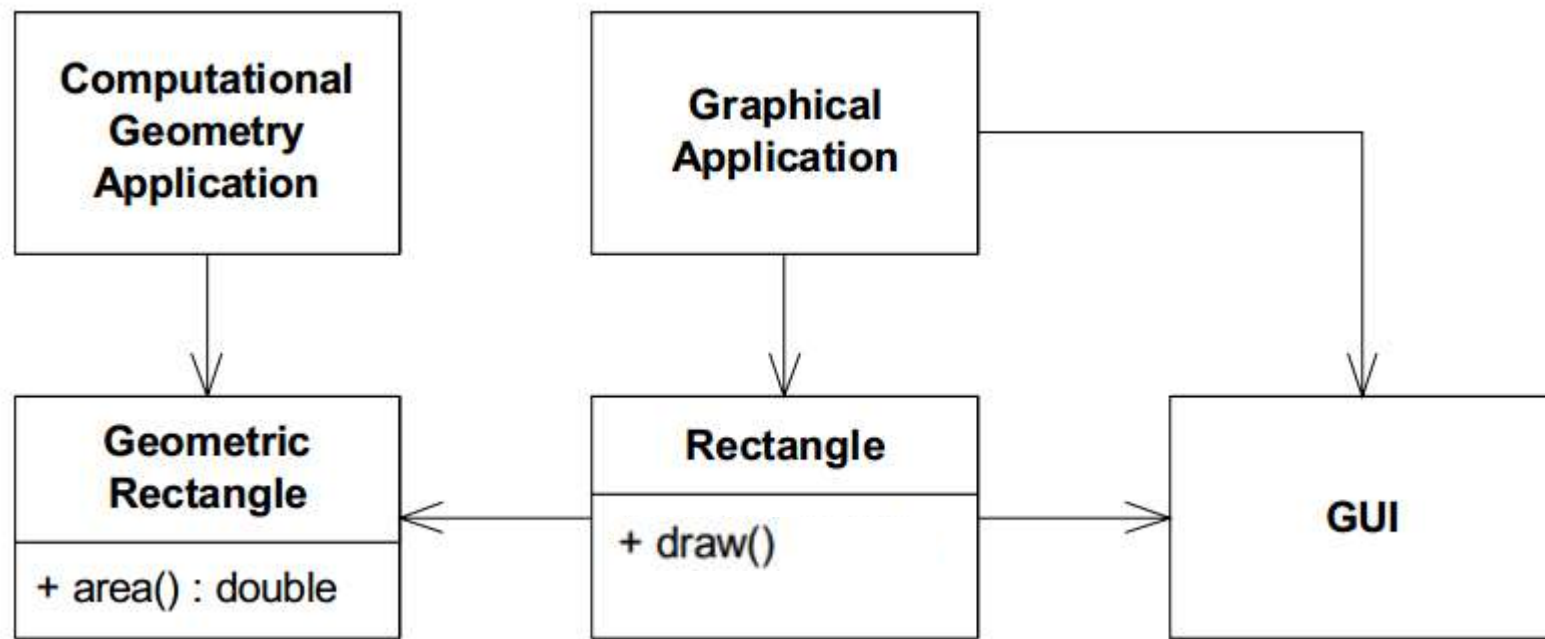 Computational
Geometry
Application
Graphical
Application
Geometric
Rectangle
+ area() : double
Rectangle
+ draw()
GUI